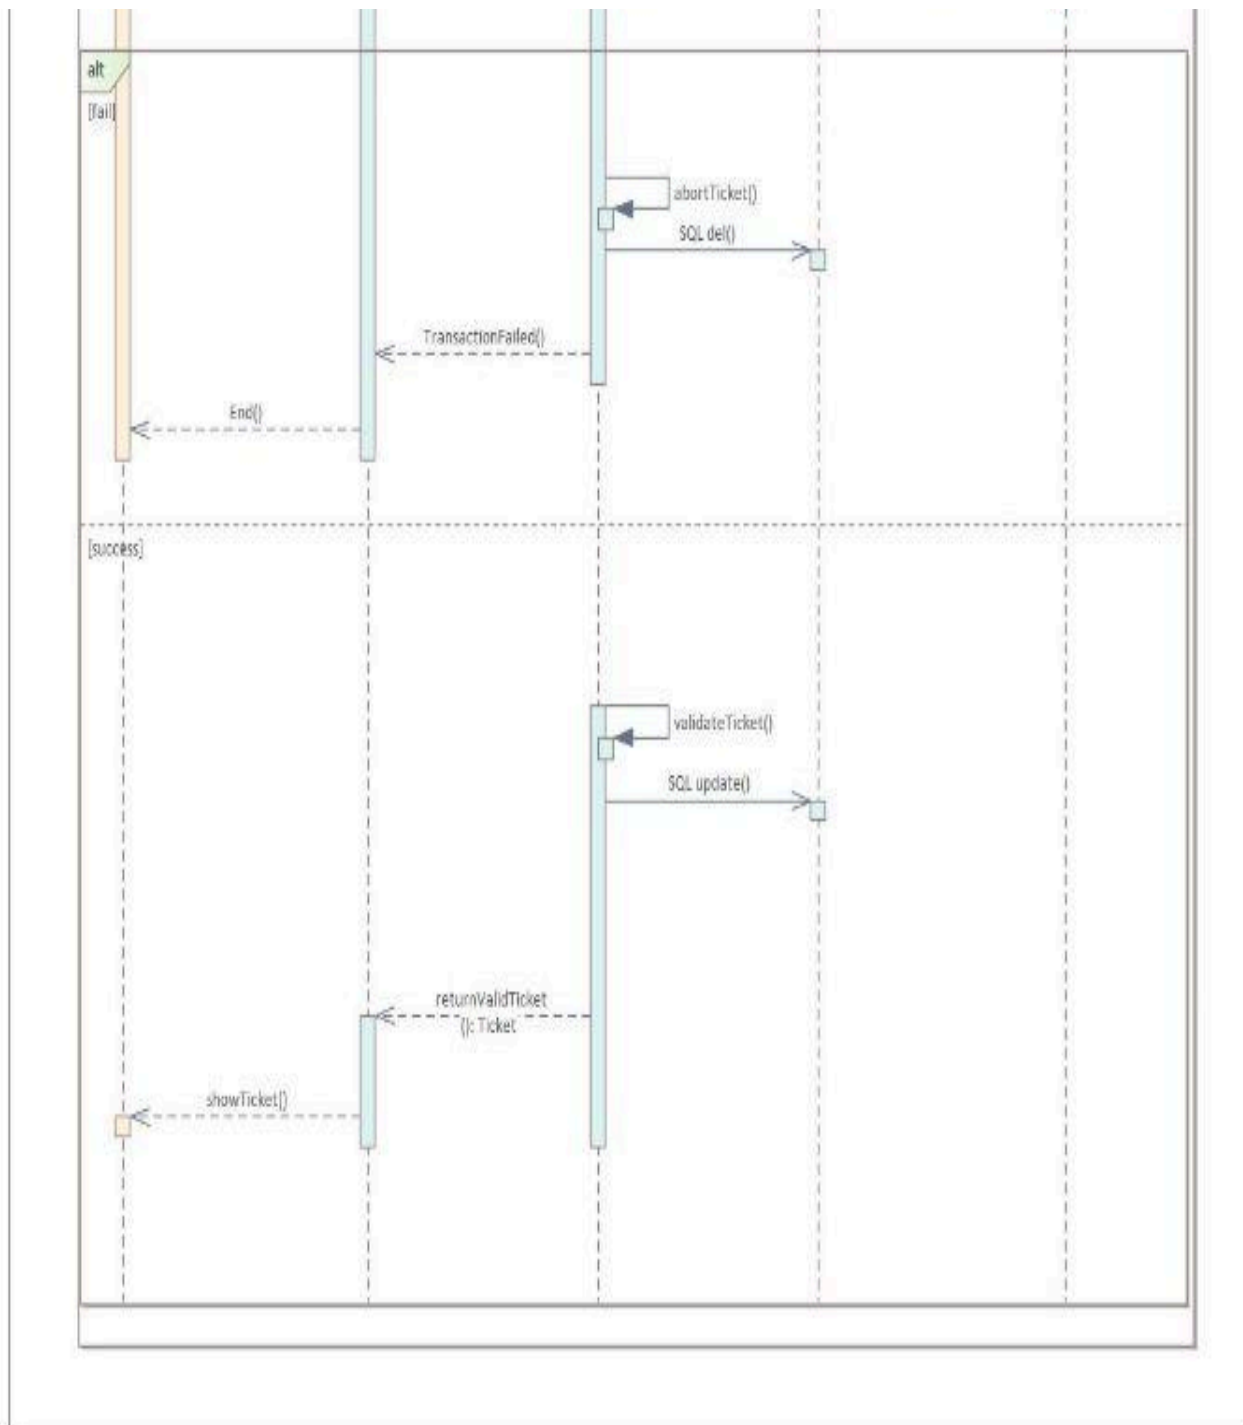 alt
[fail]
abortTicket()
SQL del()
TransactionFailed()
End()
[success]
validateTicket()
SQL update()
returnValidTicket
(): Ticket
showTicket()